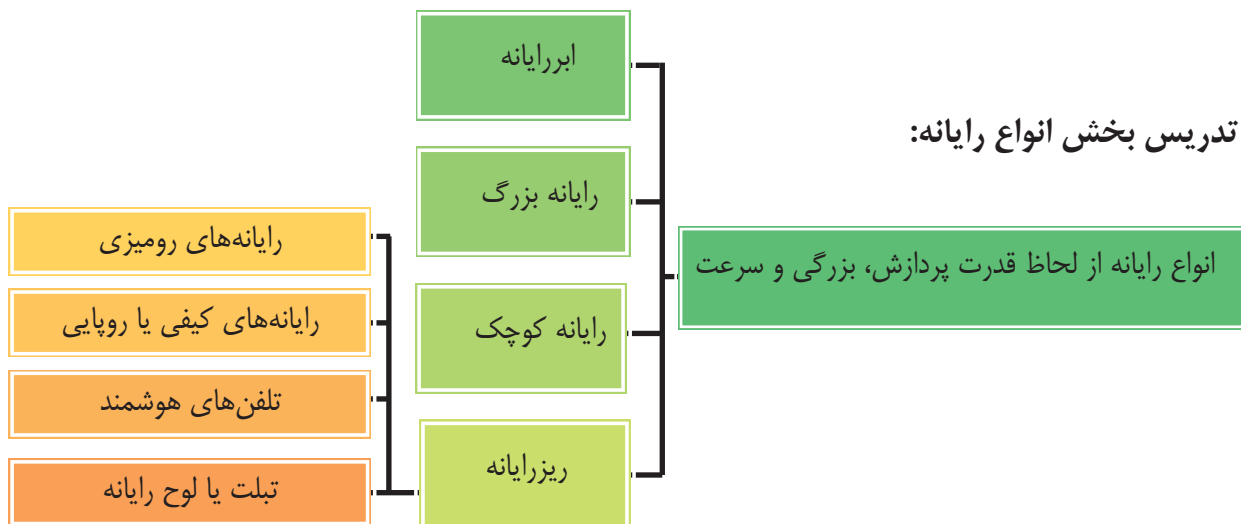 تدریس بخش انواع رایانه:
انواع رایانه از لحاظ قدرت پردازش، بزرگی و سرعت
ابررایانه
رایانه بزرگ
رایانه کوچک
ریزرایانه
رایانه‌های رومیزی
رایانه‌های کیفی یا روپایی
تلفن‌های هوشمند
تبلت یا لوح رایانه